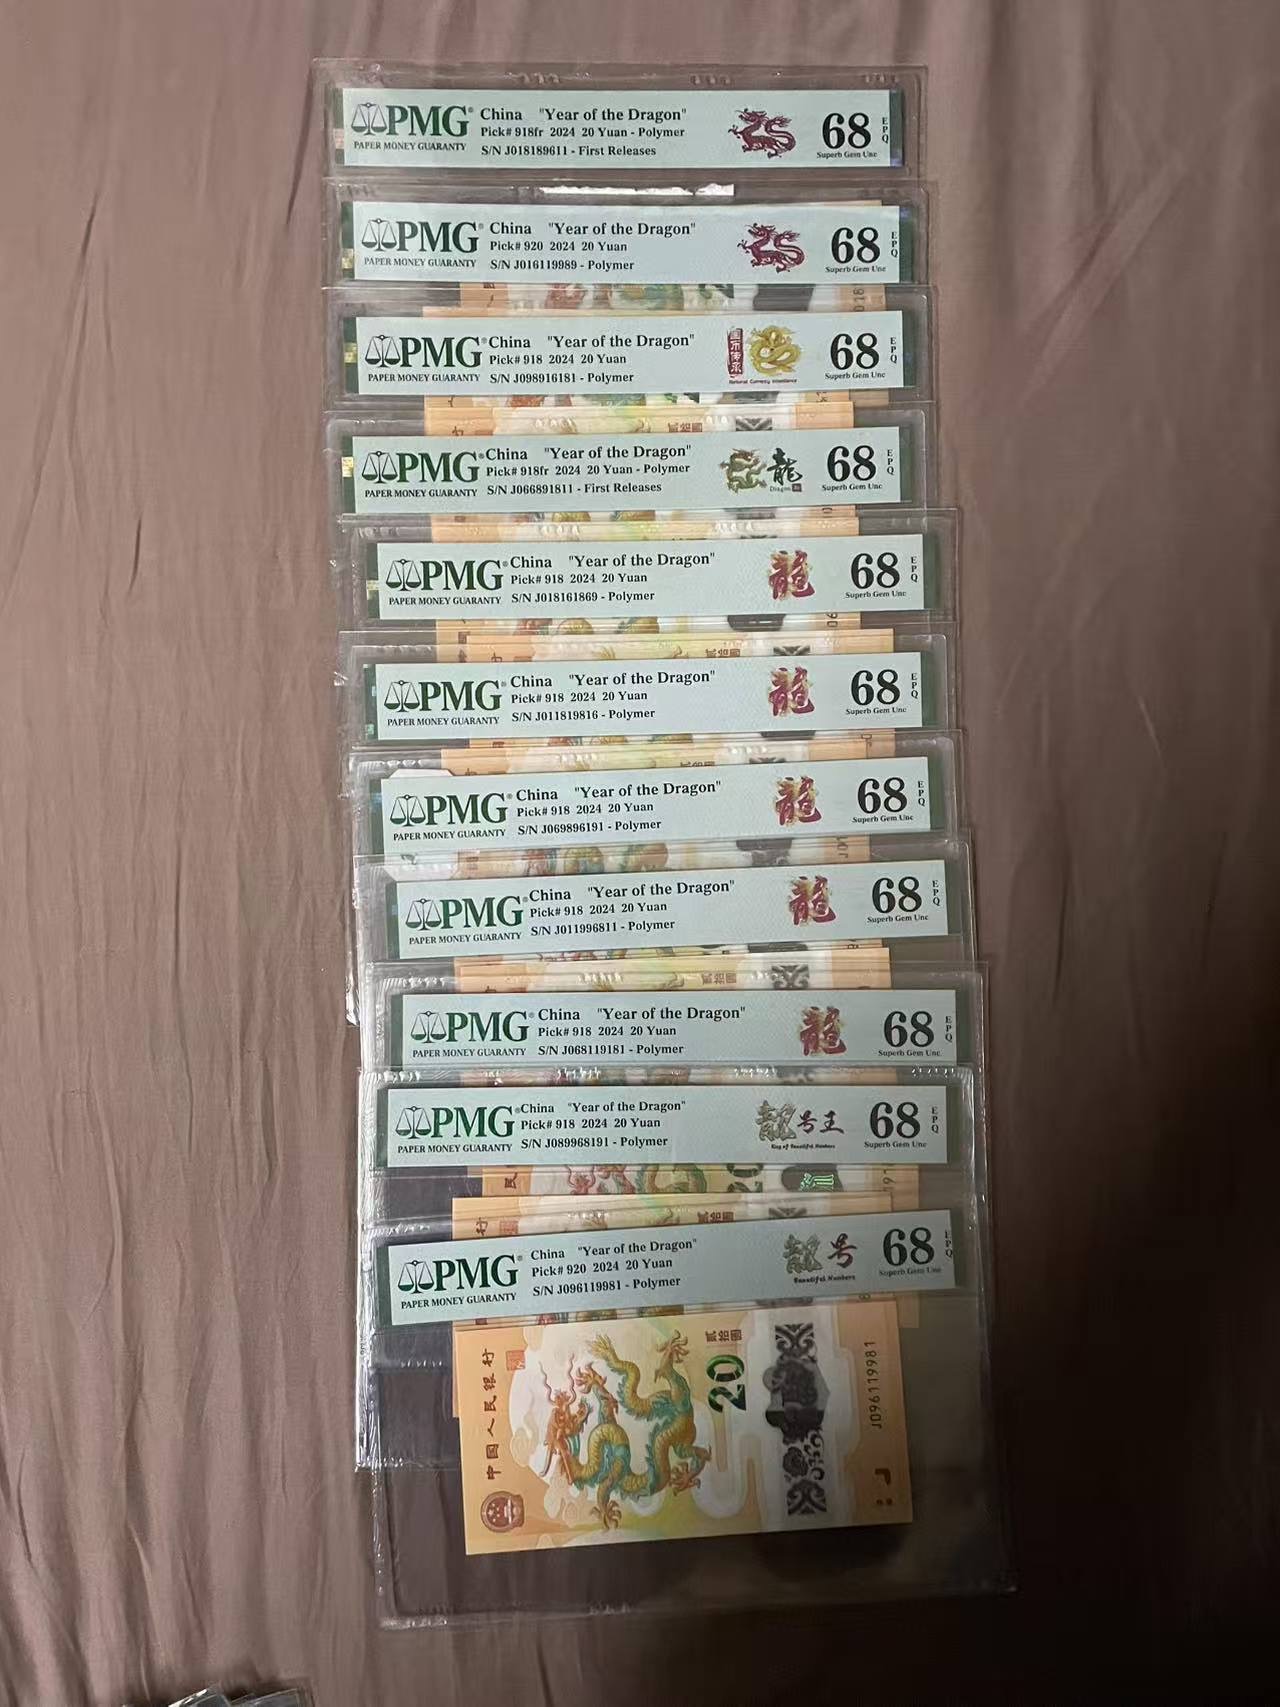 PMG
PAPER MONEY GUARANTY
China "Year of the Dragon"
Pick# 918fr 2024 20 Yuan - Polymer
S/N J018189611 - First Releases
68 EPQ
Superb Gem Unc
PMG
PAPER MONEY GUARANTY
China "Year of the Dragon"
Pick# 920 2024 20 Yuan
S/N J016119989 - Polymer
68 EPQ
Superb Gem Unc
PMG
PAPER MONEY GUARANTY
China "Year of the Dragon"
Pick# 918 2024 20 Yuan
S/N J098916181 - Polymer
National Currency Inheritance
68 EPQ
Superb Gem Unc
PMG
PAPER MONEY GUARANTY
China "Year of the Dragon"
Pick# 918fr 2024 20 Yuan - Polymer
S/N J066891811 - First Releases
龍
Dragon
68 EPQ
Superb Gem Unc
PMG
PAPER MONEY GUARANTY
China "Year of the Dragon"
Pick# 918 2024 20 Yuan
S/N J018161869 - Polymer
龍
68 EPQ
Superb Gem Unc
PMG
PAPER MONEY GUARANTY
China "Year of the Dragon"
Pick# 918 2024 20 Yuan
S/N J011819816 - Polymer
龍
68 EPQ
Superb Gem Unc
PMG
PAPER MONEY GUARANTY
China "Year of the Dragon"
Pick# 918 2024 20 Yuan
S/N J069896191 - Polymer
龍
68 EPQ
Superb Gem Unc
PMG
PAPER MONEY GUARANTY
China "Year of the Dragon"
Pick# 918 2024 20 Yuan
S/N J011996811 - Polymer
龍
68 EPQ
Superb Gem Unc
PMG
PAPER MONEY GUARANTY
China "Year of the Dragon"
Pick# 918 2024 20 Yuan
S/N J068119181 - Polymer
龍
68 EPQ
Superb Gem Unc
PMG
PAPER MONEY GUARANTY
China "Year of the Dragon"
Pick# 918 2024 20 Yuan
S/N J089968191 - Polymer
靓号王
King of Beautiful Numbers
68 EPQ
Superb Gem Unc
PMG
PAPER MONEY GUARANTY
China "Year of the Dragon"
Pick# 920 2024 20 Yuan
S/N J096119981 - Polymer
靓号
Beautiful Numbers
68 EPQ
Superb Gem Unc
中国人民银行
20
贰拾圆
J096119981